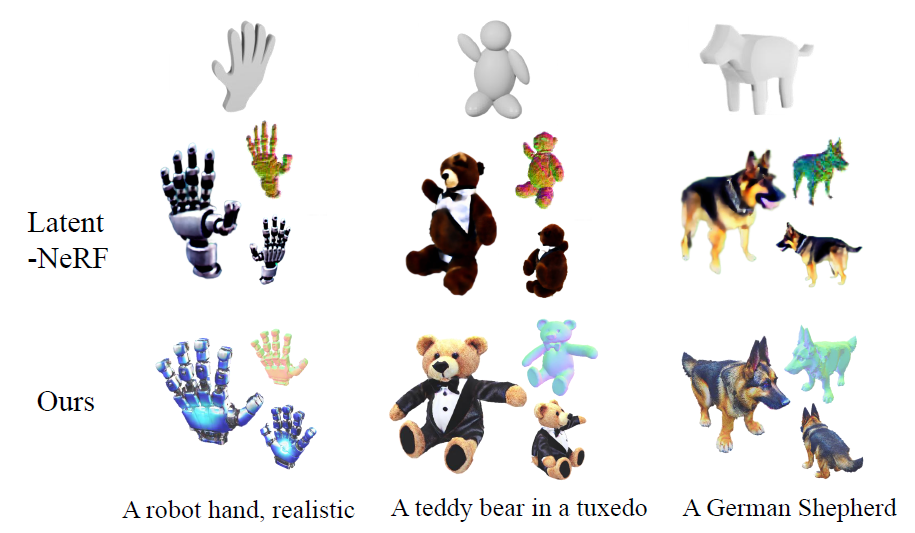 Latent
-NeRF
Ours
A robot hand, realistic
A teddy bear in a tuxedo
A German Shepherd